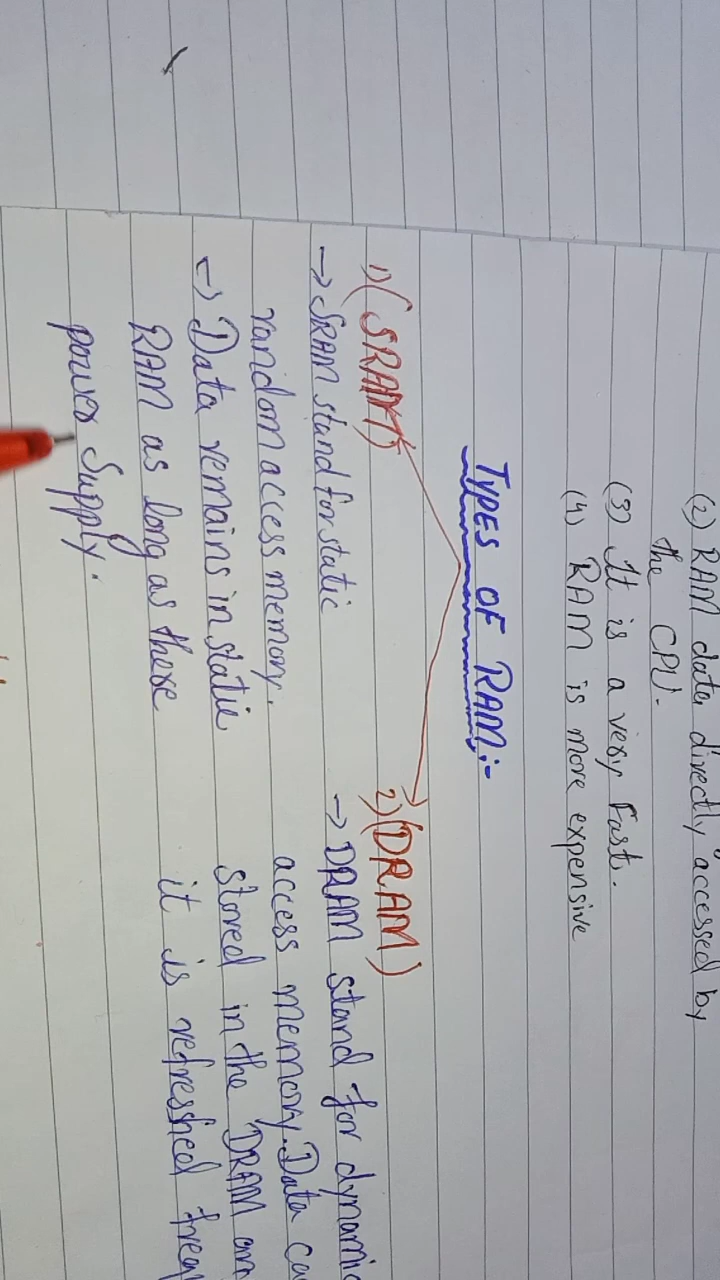 (2) RAM data directly accessed by
the CPU.
(3) It is a very fast.
(4) RAM is more expensive
TYPES OF RAM:-
1) (SRAM)
→ SRAM stand for static
random access memory.
→ Data remains in static
RAM as long as there
power supply.
2) (DRAM)
→ DRAM stand for dynamic
access memory. Data ca
stored in the DRAM on
it is refreshed freq